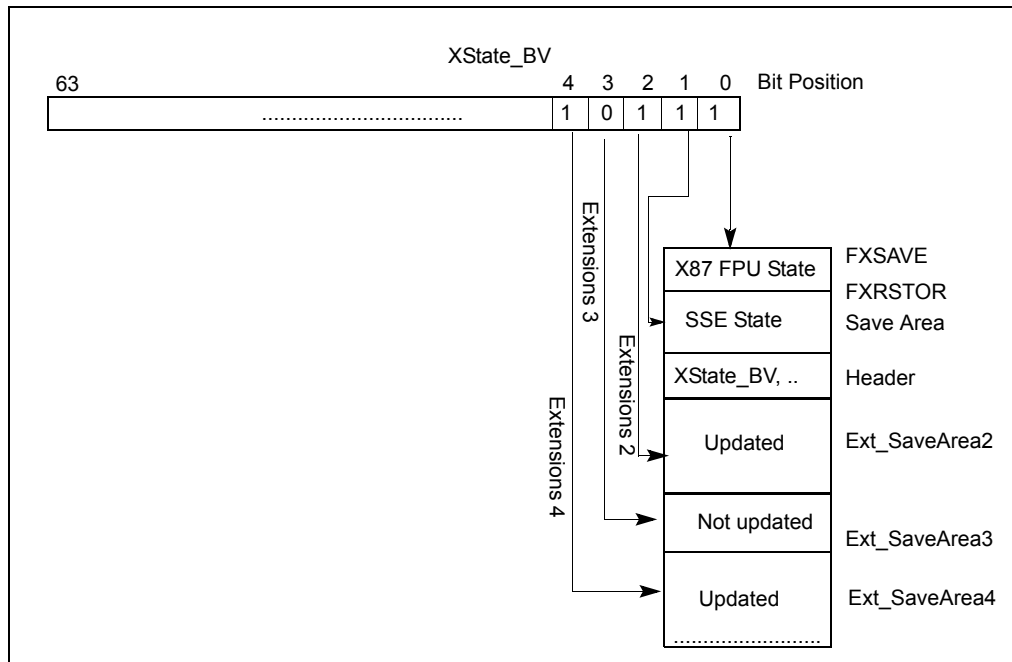 XState_BV
63 4 3 2 1 0 Bit Position
.................................. 1 0 1 1 1
Extensions 3
Extensions 2
Extensions 4
X87 FPU State FXSAVE
FXRSTOR
SSE State Save Area
XState_BV, .. Header
Updated Ext_SaveArea2
Not updated
Ext_SaveArea3
Updated Ext_SaveArea4
.........................